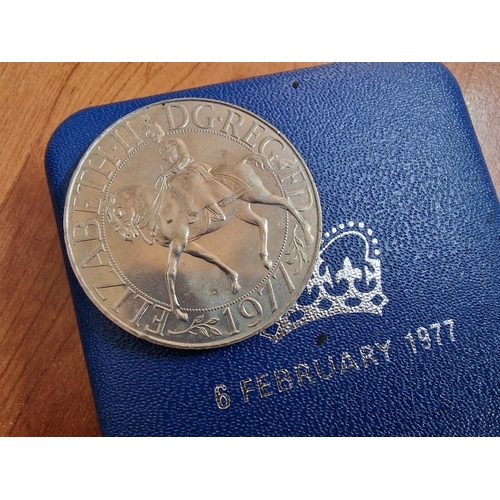 ELIZABETH·II·D·G·REG·F·D·1977
6 FEBRUARY 1977